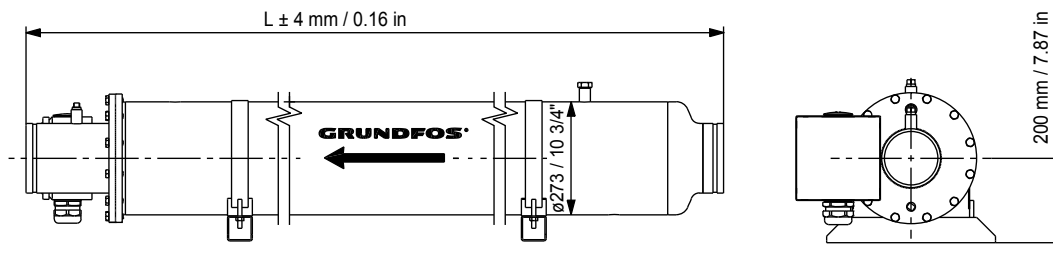 L ± 4 mm / 0.16 in
GRUNDFOS
ø273 / 10 3/4"
200 mm / 7.87 in